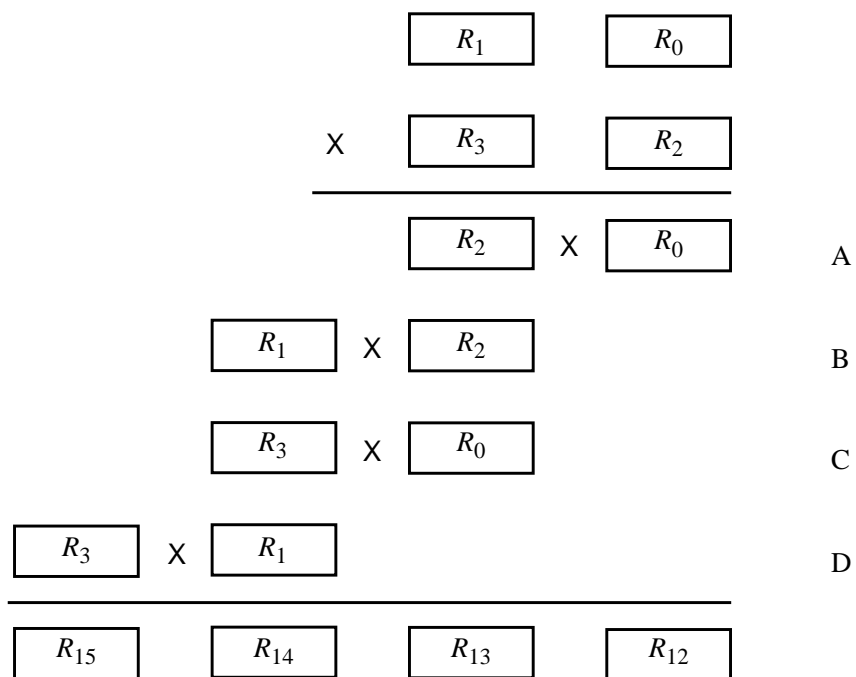 R1 R0
X R3 R2
R2 X R0 A
R1 X R2 B
R3 X R0 C
R3 X R1 D
R15 R14 R13 R12